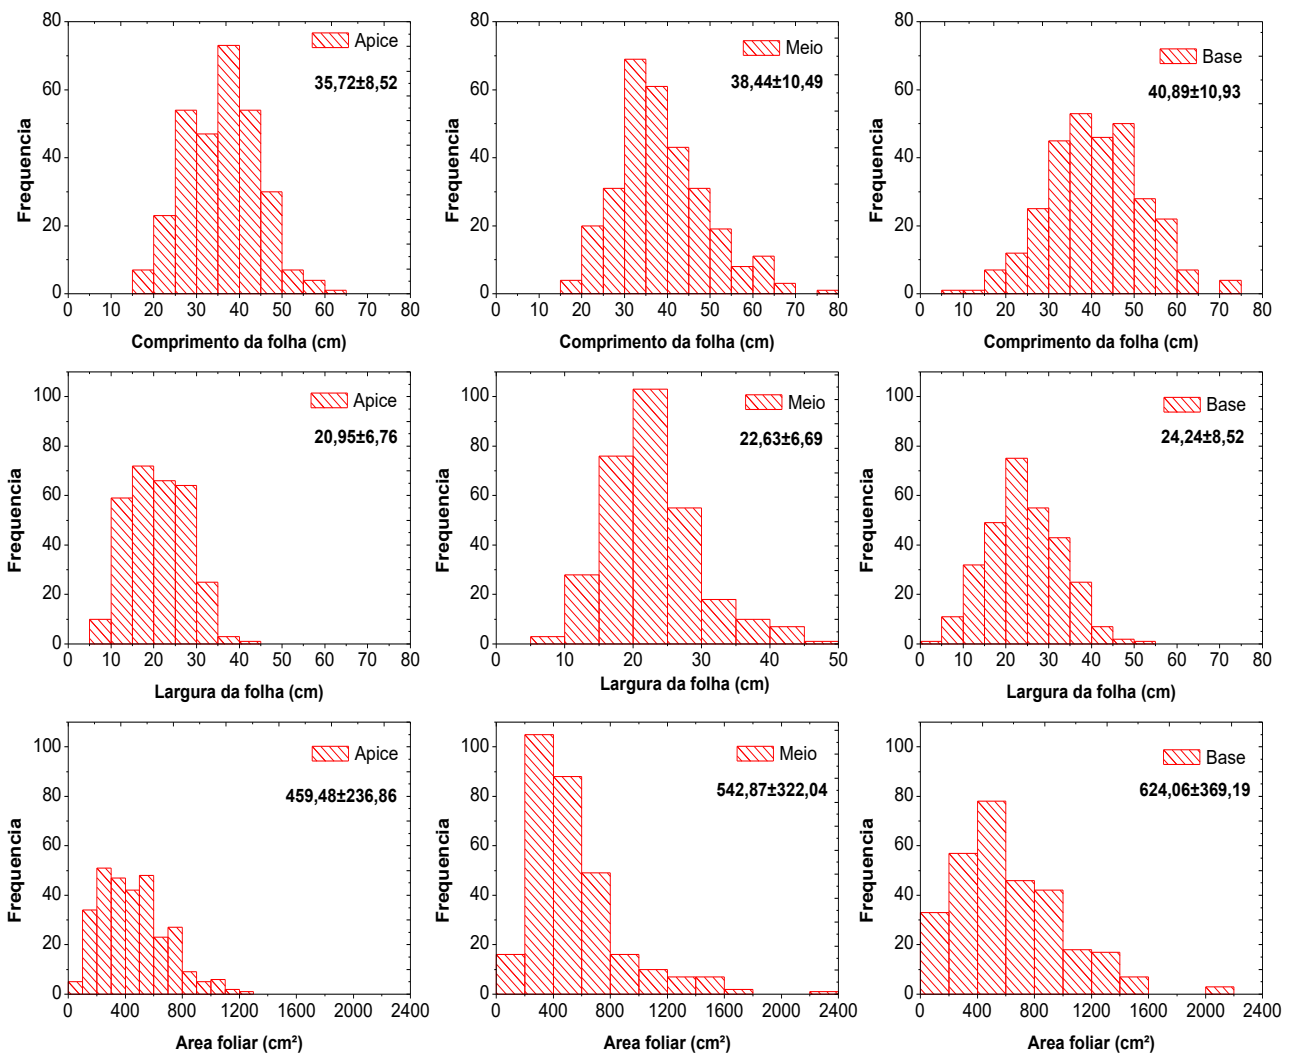 80
60
40
20
0
Frequencia
Apice
35,72±8,52
0 10 20 30 40 50 60 70 80
Comprimento da folha (cm)
80
60
40
20
0
Frequencia
Meio
38,44±10,49
0 10 20 30 40 50 60 70 80
Comprimento da folha (cm)
80
60
40
20
0
Frequencia
Base
40,89±10,93
0 10 20 30 40 50 60 70 80
Comprimento da folha (cm)
100
80
60
40
20
0
Frequencia
Apice
20,95±6,76
0 10 20 30 40 50 60 70 80
Largura da folha (cm)
100
80
60
40
20
0
Frequencia
Meio
22,63±6,69
0 10 20 30 40 50
Largura da folha (cm)
100
80
60
40
20
0
Frequencia
Base
24,24±8,52
0 10 20 30 40 50 60 70 80
Largura da folha (cm)
100
80
60
40
20
0
Frequencia
Apice
459,48±236,86
0 400 800 1200 1600 2000 2400
Area foliar (cm²)
100
80
60
40
20
0
Frequencia
Meio
542,87±322,04
0 400 800 1200 1600 2000 2400
Area foliar (cm²)
100
80
60
40
20
0
Frequencia
Base
624,06±369,19
0 400 800 1200 1600 2000 2400
Area foliar (cm²)